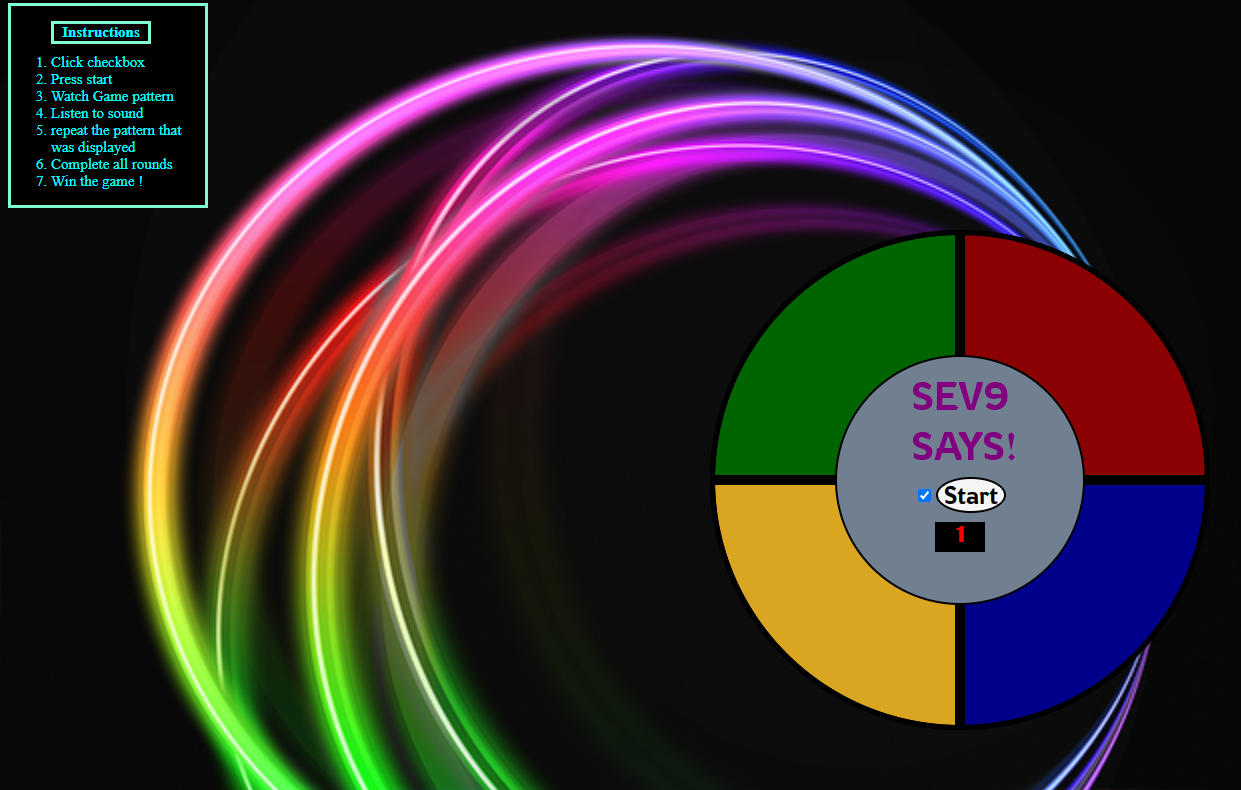 Instructions
1. Click checkbox
2. Press start
3. Watch Game pattern
4. Listen to sound
5. repeat the pattern that
was displayed
6. Complete all rounds
7. Win the game !
SEV9
SAYS!
Start
1